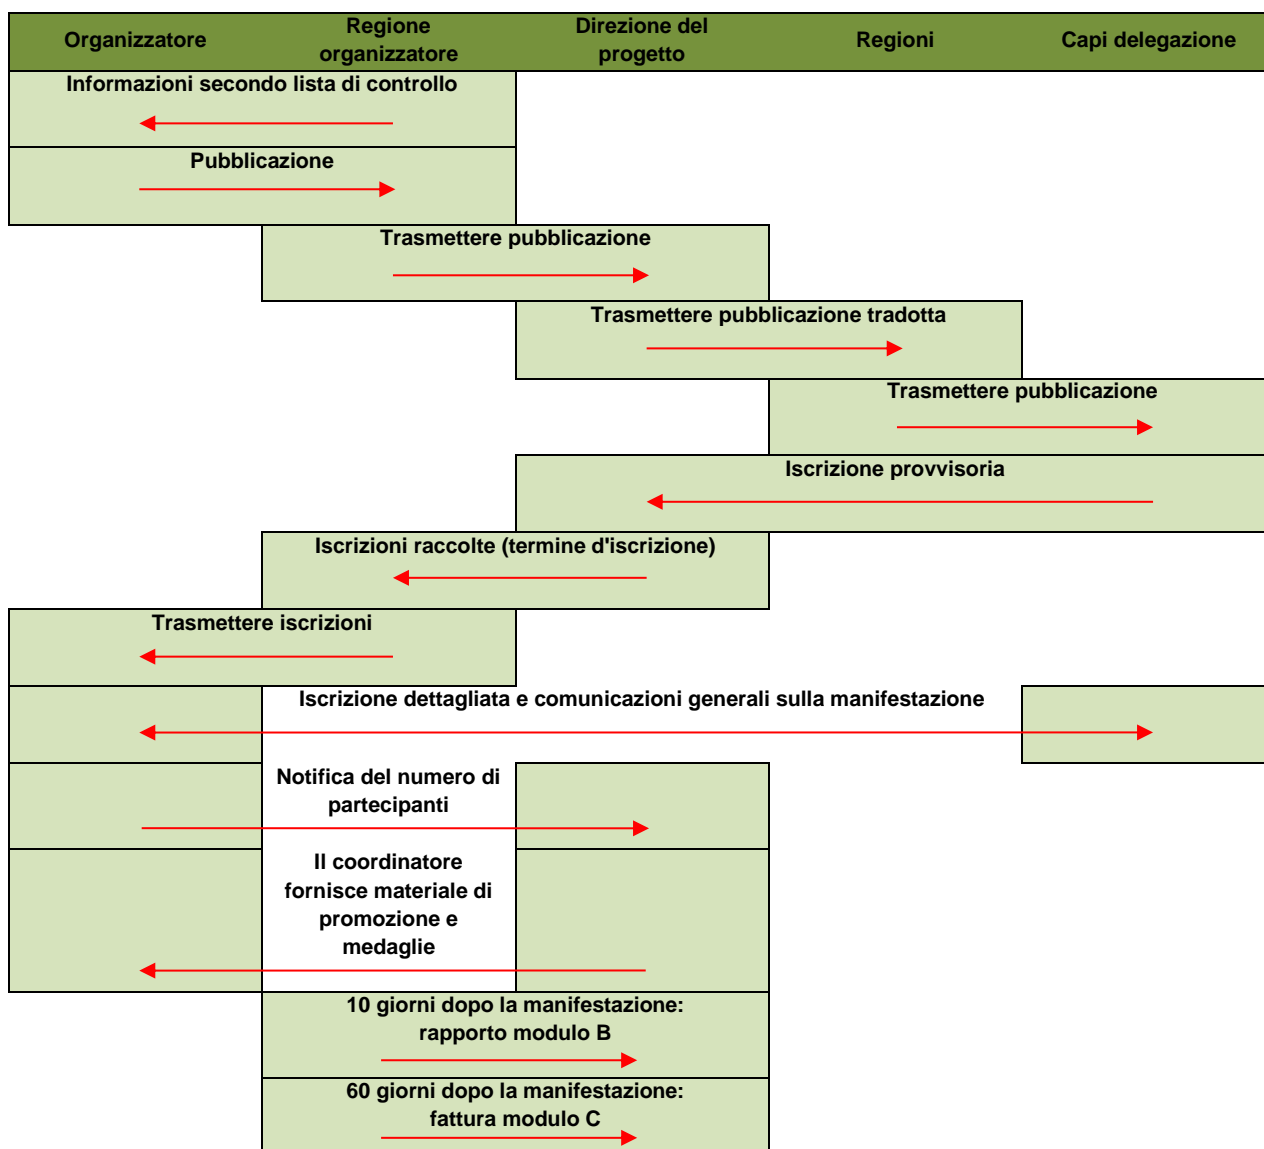 Organizzatore
Regione
organizzatore
Direzione del
progetto
Regioni
Capi delegazione
Informazioni secondo lista di controllo
Pubblicazione
Trasmettere pubblicazione
Trasmettere pubblicazione tradotta
Trasmettere pubblicazione
Iscrizione provvisoria
Iscrizioni raccolte (termine d'iscrizione)
Trasmettere iscrizioni
Iscrizione dettagliata e comunicazioni generali sulla manifestazione
Notifica del numero di
partecipanti
Il coordinatore
fornisce materiale di
promozione e
medaglie
10 giorni dopo la manifestazione:
rapporto modulo B
60 giorni dopo la manifestazione:
fattura modulo C